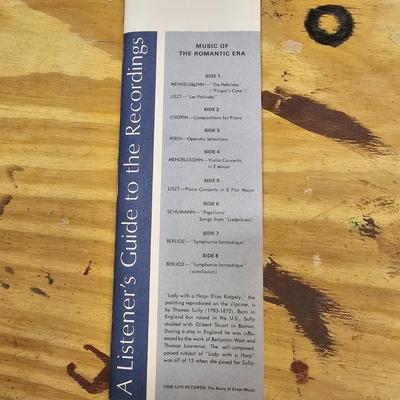 A Listener's Guide to the Recordings
MUSIC OF
THE ROMANTIC ERA
SIDE 1
MENDELSSOHN—"The Hebrides"
("Fingal's Cave")
LISZT—"Les Préludes"
SIDE 2
CHOPIN—Compositions for Piano
SIDE 3
VERDI—Operatic Selections
SIDE 4
MENDELSSOHN—Violin Concerto
in E Minor
SIDE 5
LISZT—Piano Concerto in E Flat Major
SIDE 6
SCHUMANN—"Papillons"
Songs from "Liederkreis"
SIDE 7
BERLIOZ—"Symphonie fantastique"
SIDE 8
BERLIOZ—"Symphonie fantastique"
(conclusion)
"Lady with a Harp: Eliza Ridgely," the
painting reproduced on the slipcase, is
by Thomas Sully (1783-1872). Born in
England but raised in the U.S., Sully
studied with Gilbert Stuart in Boston.
During a stay in England he was influ-
enced by the work of Benjamin West and
Thomas Lawrence. The self-composed,
poised subject of "Lady with a Harp"
was all of 15 when she posed for Sully.
TIME-LIFE RECORDS The Story of Great Music